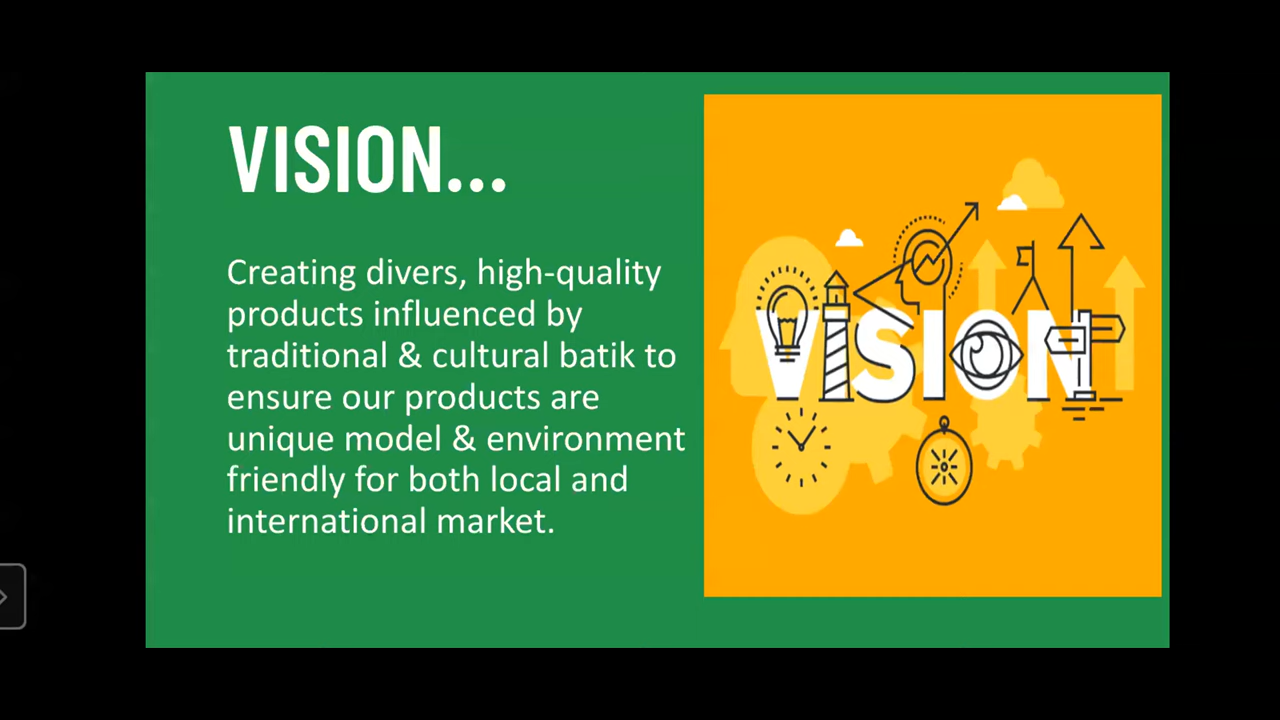 VISION...
Creating divers, high-quality
products influenced by
traditional & cultural batik to
ensure our products are
unique model & environment
friendly for both local and
international market.
VISION